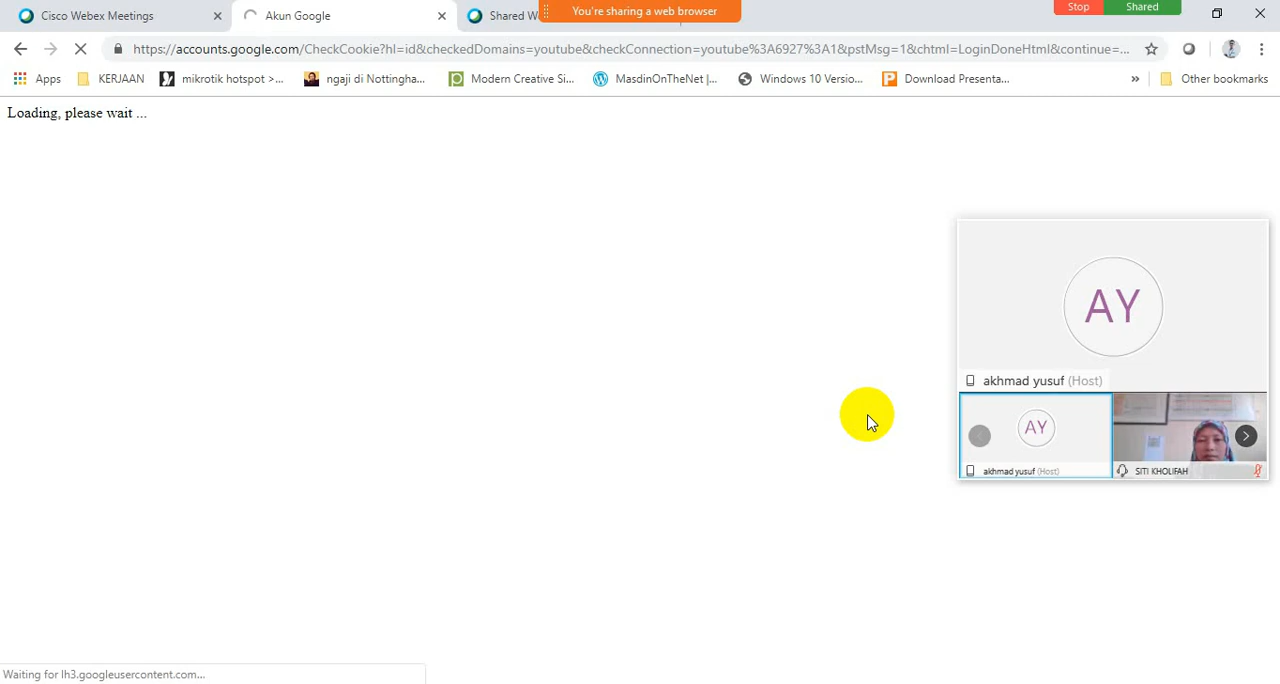 Cisco Webex Meetings
Akun Google
Shared W
You're sharing a web browser
Stop
Shared
https://accounts.google.com/CheckCookie?hl=id&checkedDomains=youtube&checkConnection=youtube%3A6927%3A1&pstMsg=1&chtml=LoginDoneHtml&continue=...
Apps
KERJAAN
mikrotik hotspot >...
ngaji di Nottingha...
Modern Creative Si...
MasdinOnTheNet |...
Windows 10 Versio...
Download Presenta...
»
Other bookmarks
Loading, please wait ...
AY
akhmad yusuf (Host)
AY
akhmad yusuf (Host)
SITI KHOLIFAH
Waiting for lh3.googleusercontent.com...